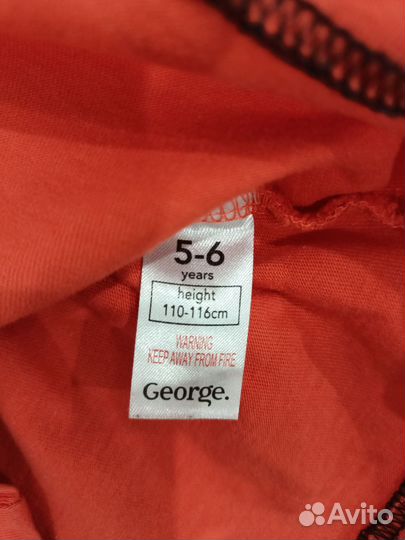 5-6
years
height
110-116cm
WARNING
KEEP AWAY FROM FIRE
George.
Avito